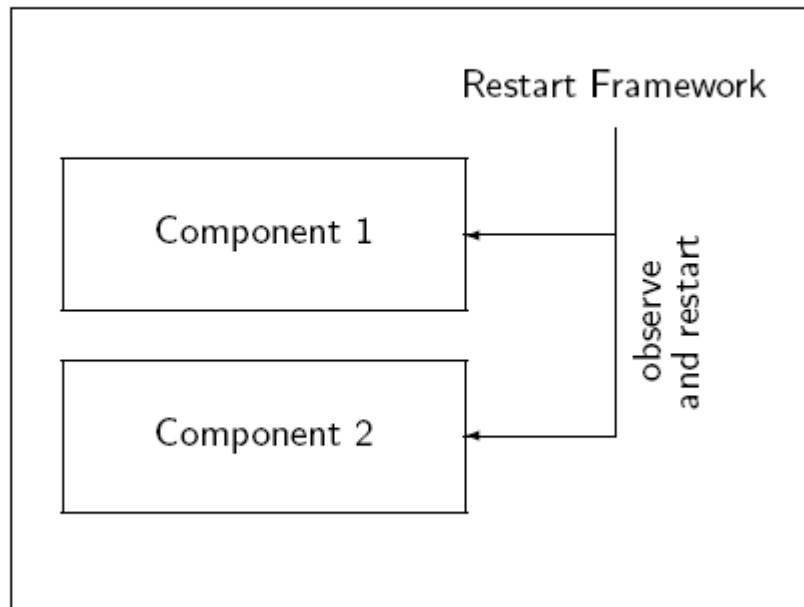 Restart Framework
Component 1
observe
and restart
Component 2